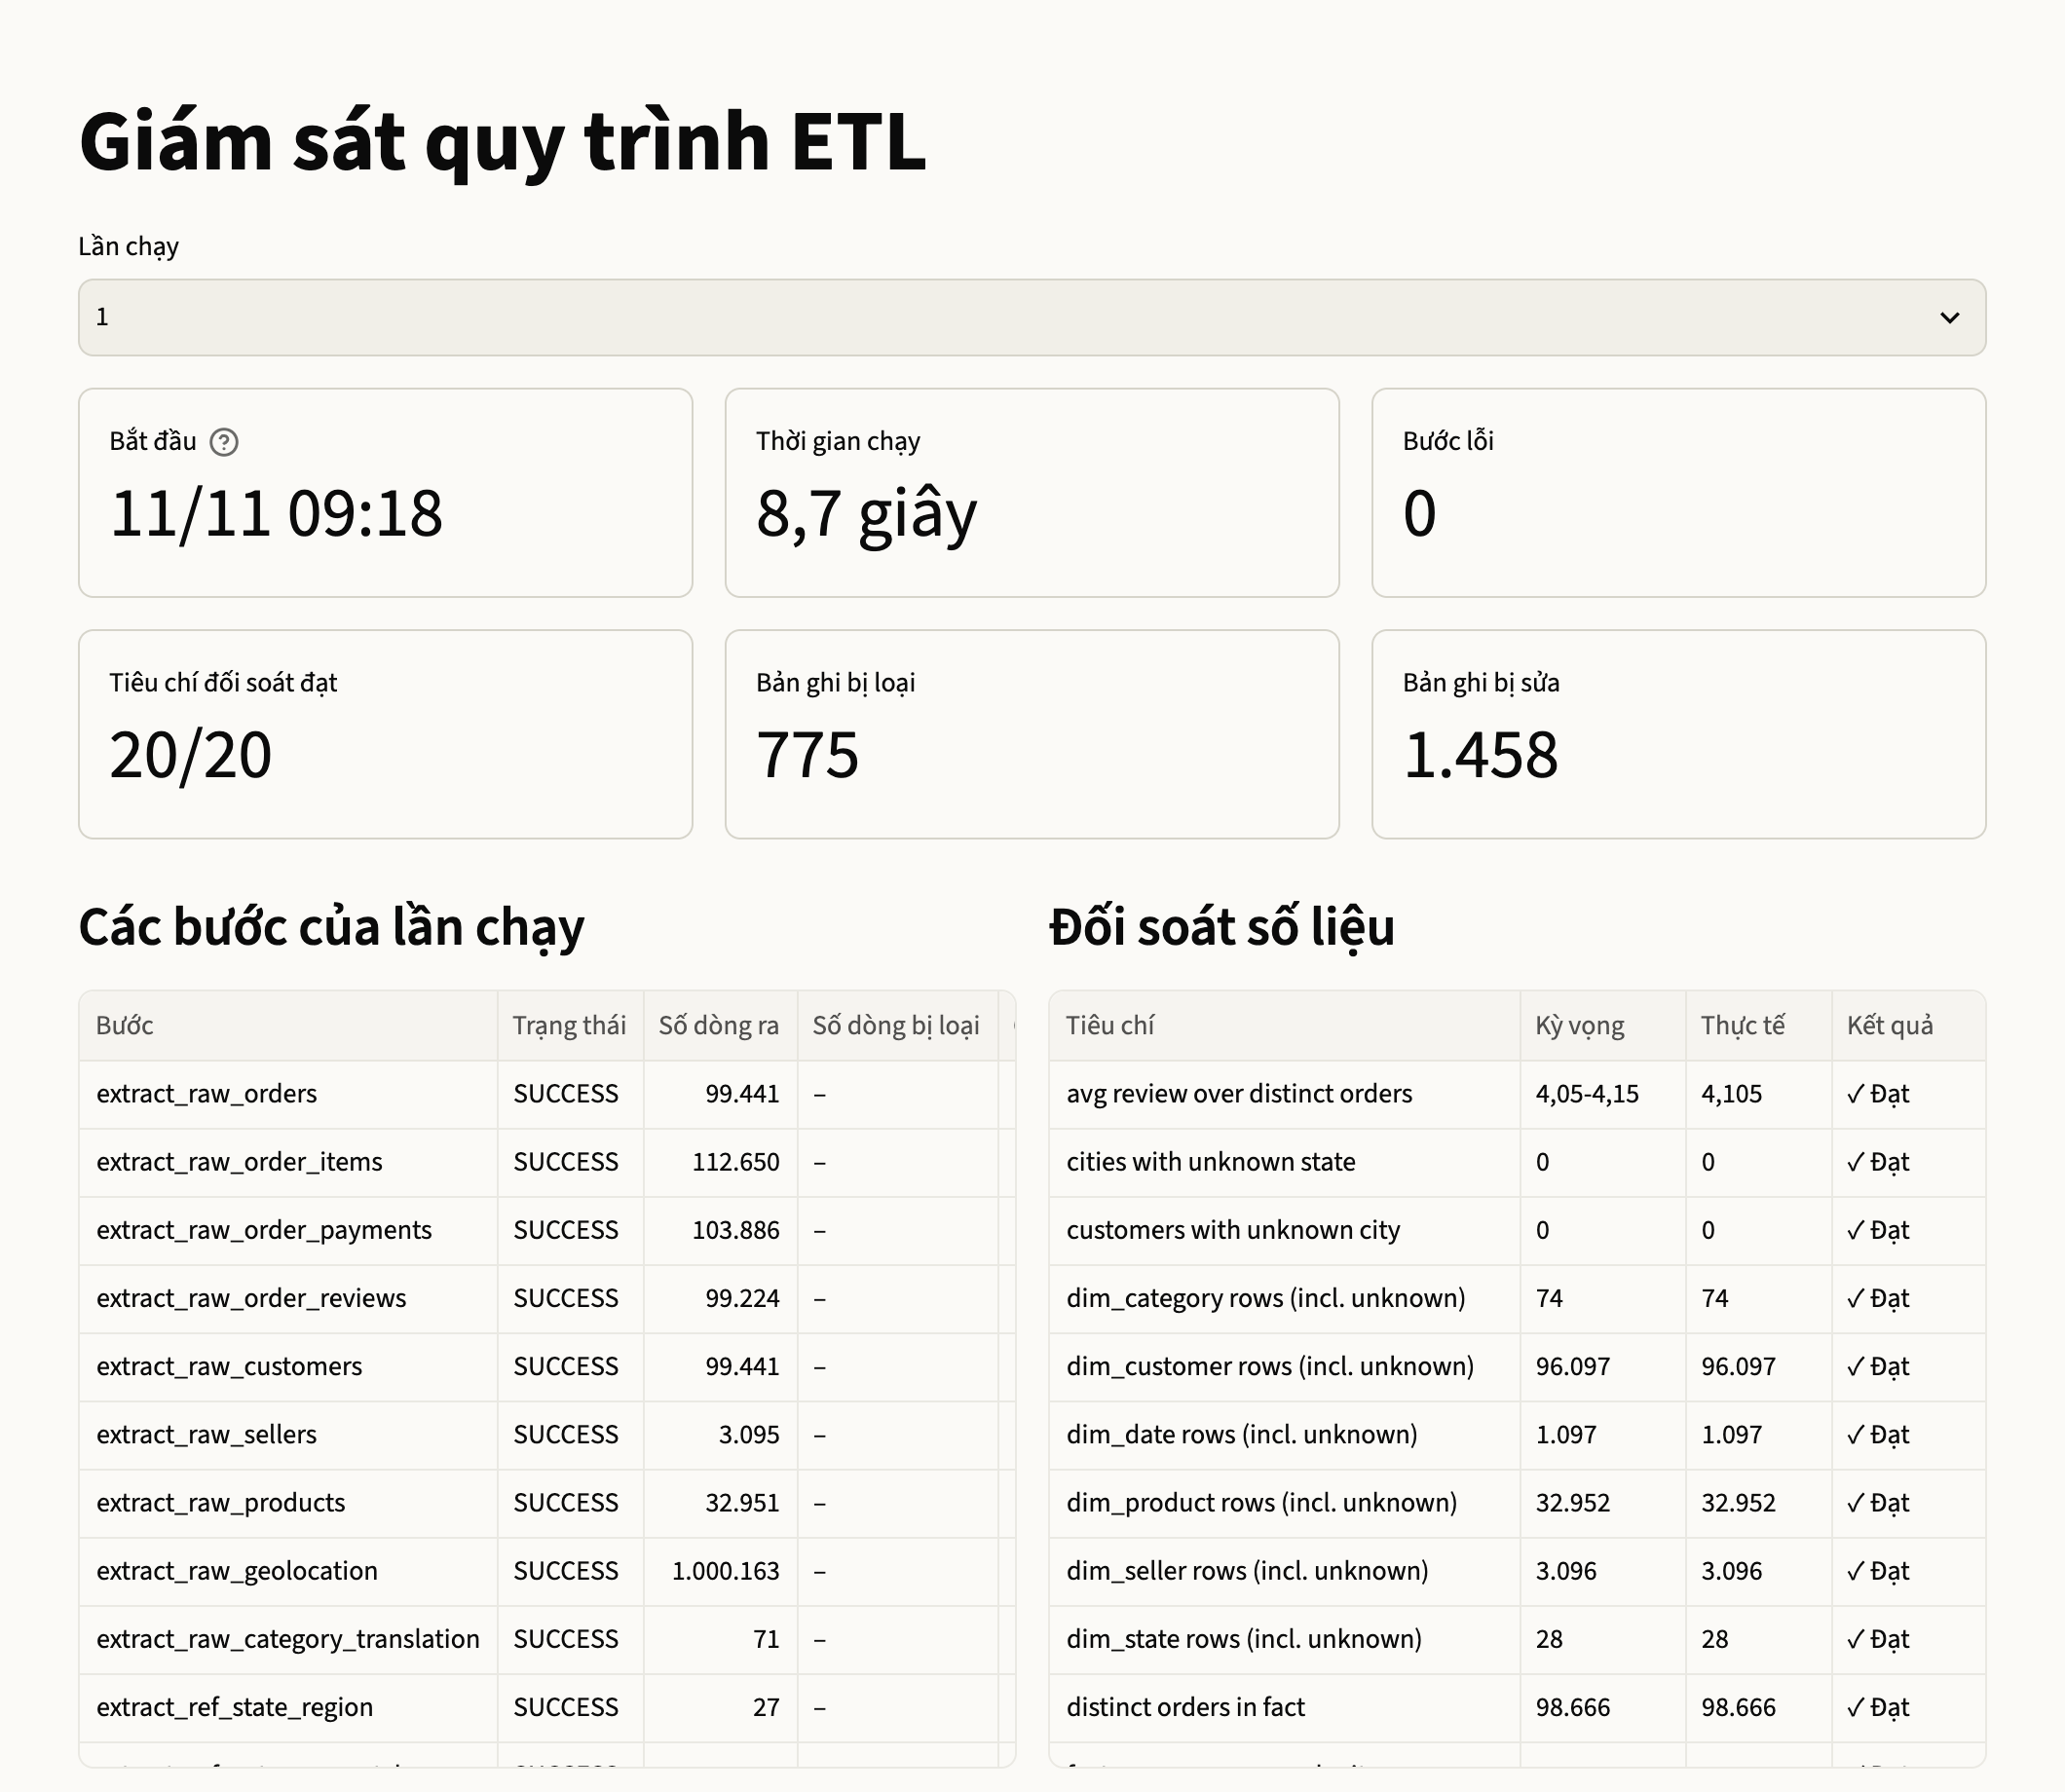 Giám sát quy trình ETL
Lần chạy
1
Bắt đầu
11/11 09:18
Thời gian chạy
8,7 giây
Bước lỗi
0
Tiêu chí đối soát đạt
20/20
Bản ghi bị loại
775
Bản ghi bị sửa
1.458
Các bước của lần chạy
Bước Trạng thái Số dòng ra Số dòng bị loại
extract_raw_orders SUCCESS 99.441 –
extract_raw_order_items SUCCESS 112.650 –
extract_raw_order_payments SUCCESS 103.886 –
extract_raw_order_reviews SUCCESS 99.224 –
extract_raw_customers SUCCESS 99.441 –
extract_raw_sellers SUCCESS 3.095 –
extract_raw_products SUCCESS 32.951 –
extract_raw_geolocation SUCCESS 1.000.163 –
extract_raw_category_translation SUCCESS 71 –
extract_ref_state_region SUCCESS 27 –
Đối soát số liệu
Tiêu chí Kỳ vọng Thực tế Kết quả
avg review over distinct orders 4,05-4,15 4,105 ✓ Đạt
cities with unknown state 0 0 ✓ Đạt
customers with unknown city 0 0 ✓ Đạt
dim_category rows (incl. unknown) 74 74 ✓ Đạt
dim_customer rows (incl. unknown) 96.097 96.097 ✓ Đạt
dim_date rows (incl. unknown) 1.097 1.097 ✓ Đạt
dim_product rows (incl. unknown) 32.952 32.952 ✓ Đạt
dim_seller rows (incl. unknown) 3.096 3.096 ✓ Đạt
dim_state rows (incl. unknown) 28 28 ✓ Đạt
distinct orders in fact 98.666 98.666 ✓ Đạt